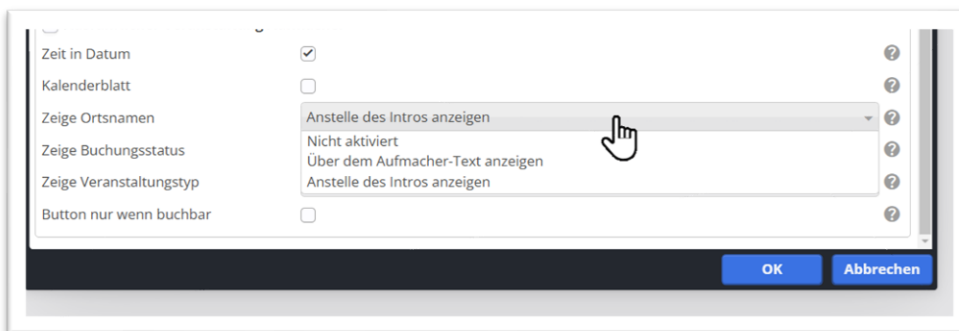 Zeit in Datum
Kalenderblatt
Zeige Ortsnamen Anstelle des Intros anzeigen
Nicht aktiviert
Zeige Buchungsstatus
Über dem Aufmacher-Text anzeigen
Zeige Veranstaltungstyp Anstelle des Intros anzeigen
Button nur wenn buchbar
OK Abbrechen